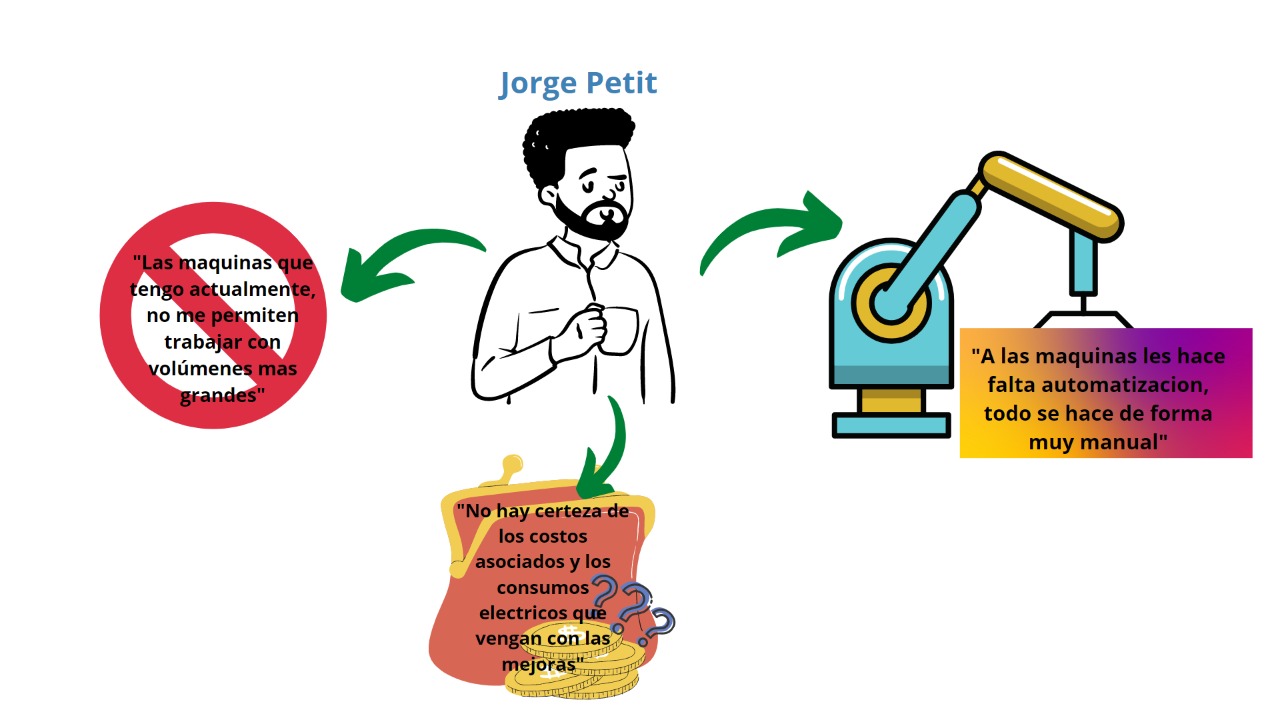 Jorge Petit
"Las maquinas que
tengo actualmente,
no me permiten
trabajar con
volúmenes mas
grandes"
"A las maquinas les hace
falta automatizacion,
todo se hace de forma
muy manual"
"No hay certeza de
los costos
asociados y los
consumos
electricos que
vengan con las
mejoras"
???